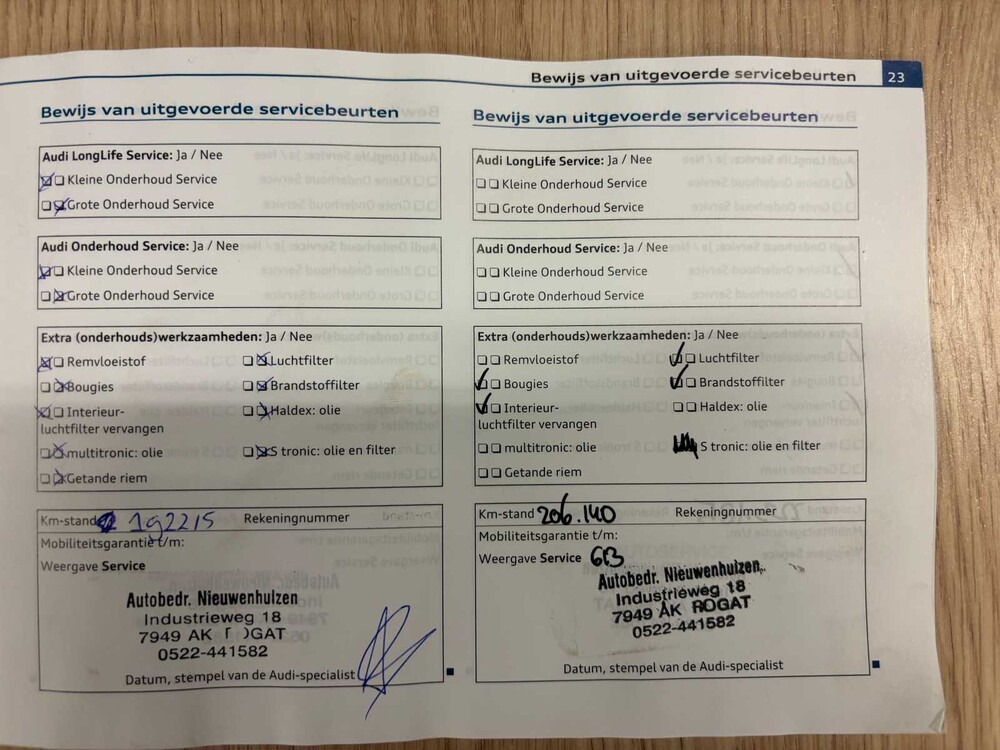 Bewijs van uitgevoerde servicebeurten 23
Bewijs van uitgevoerde servicebeurten
Audi LongLife Service: Ja / Nee
Kleine Onderhoud Service
Grote Onderhoud Service
Audi Onderhoud Service: Ja / Nee
Kleine Onderhoud Service
Grote Onderhoud Service
Extra (onderhouds)werkzaamheden: Ja / Nee
Remvloeistof Luchtfilter
Bougies Brandstoffilter
Interieur- Haldex: olie
luchtfilter vervangen
multitronic: olie S tronic: olie en filter
Getande riem
Km-stand 192215 Rekeningnummer
Mobiliteitsgarantie t/m:
Weergave Service
Autobedr. Nieuwenhuizen
Industrieweg 18
7949 AK OGAT
0522-441582
Datum, stempel van de Audi-specialist
Bewijs van uitgevoerde servicebeurten
Audi LongLife Service: Ja / Nee
Kleine Onderhoud Service
Grote Onderhoud Service
Audi Onderhoud Service: Ja / Nee
Kleine Onderhoud Service
Grote Onderhoud Service
Extra (onderhouds)werkzaamheden: Ja / Nee
Remvloeistof Luchtfilter
Bougies Brandstoffilter
Interieur- Haldex: olie
luchtfilter vervangen
multitronic: olie S tronic: olie en filter
Getande riem
Km-stand 206.140 Rekeningnummer
Mobiliteitsgarantie t/m:
Weergave Service
Autobedr. Nieuwenhuizen
Industrieweg 18
7949 AK ROGAT
0522-441582
Datum, stempel van de Audi-specialist